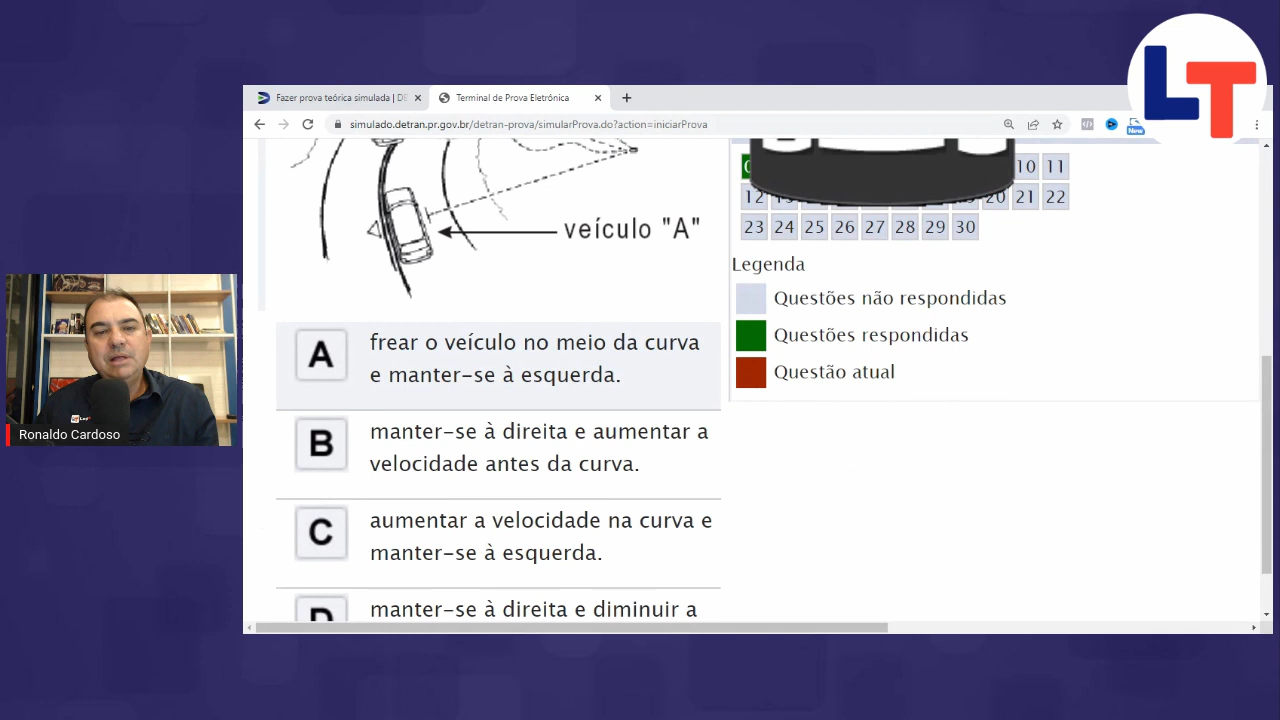 LT
Fazer prova teórica simulada | DE
Terminal de Prova Eletrônica
simulado.detran.pr.gov.br/detran-prova/simularProva.do?action=iniciarProva
New
10 11
12 20 21 22
23 24 25 26 27 28 29 30
veículo "A"
Legenda
Questões não respondidas
Questões respondidas
Questão atual
A
frear o veículo no meio da curva
e manter-se à esquerda.
B
manter-se à direita e aumentar a
velocidade antes da curva.
C
aumentar a velocidade na curva e
manter-se à esquerda.
D
manter-se à direita e diminuir a
Ronaldo Cardoso